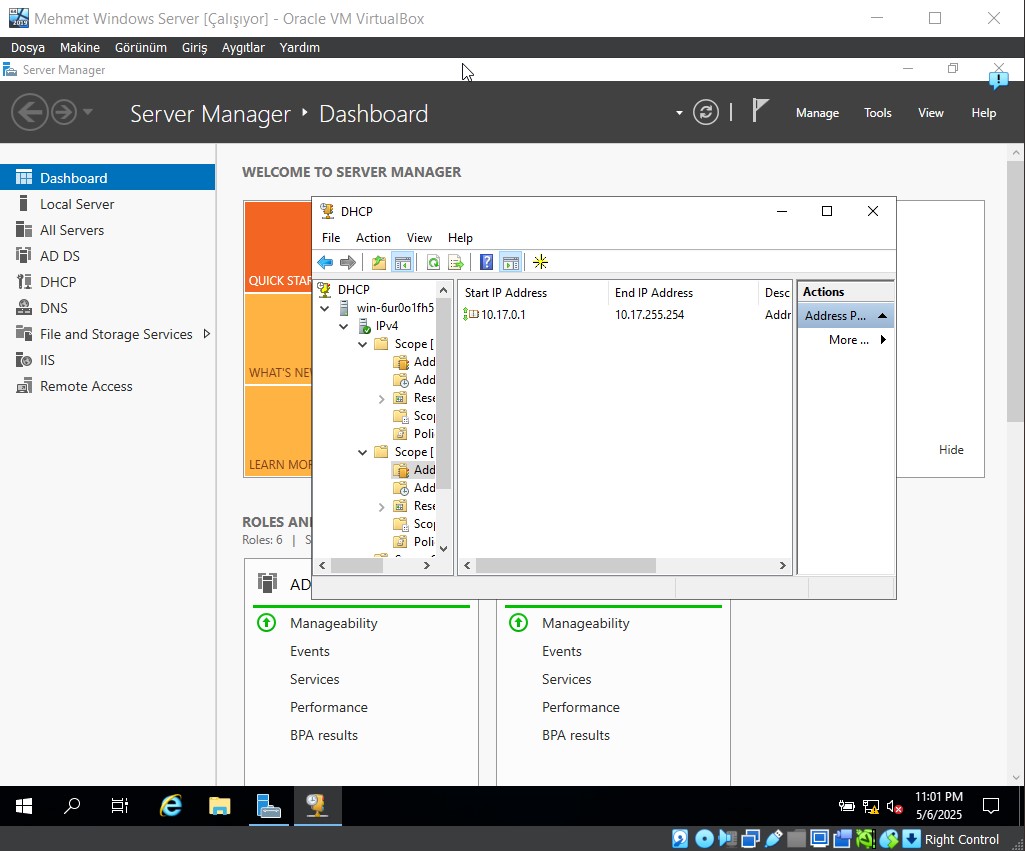 Mehmet Windows Server [Çalışıyor] - Oracle VM VirtualBox
Dosya Makine Görünüm Giriş Aygıtlar Yardım
Server Manager
Server Manager Dashboard
Manage Tools View Help
Dashboard
Local Server
All Servers
AD DS
DHCP
DNS
File and Storage Services
IIS
Remote Access
WELCOME TO SERVER MANAGER
QUICK STAR
WHAT'S NEW
LEARN MOR
Hide
ROLES AN
Roles: 6 | S
AD
Manageability
Events
Services
Performance
BPA results
Manageability
Events
Services
Performance
BPA results
DHCP
File Action View Help
DHCP
win-6ur0o1fh5
IPv4
Scope [
Add
Add
Rese
Scop
Poli
Scope [
Add
Add
Rese
Scop
Poli
Start IP Address End IP Address Desc
10.17.0.1 10.17.255.254 Addr
Actions
Address P...
More ...
11:01 PM
5/6/2025
Right Control